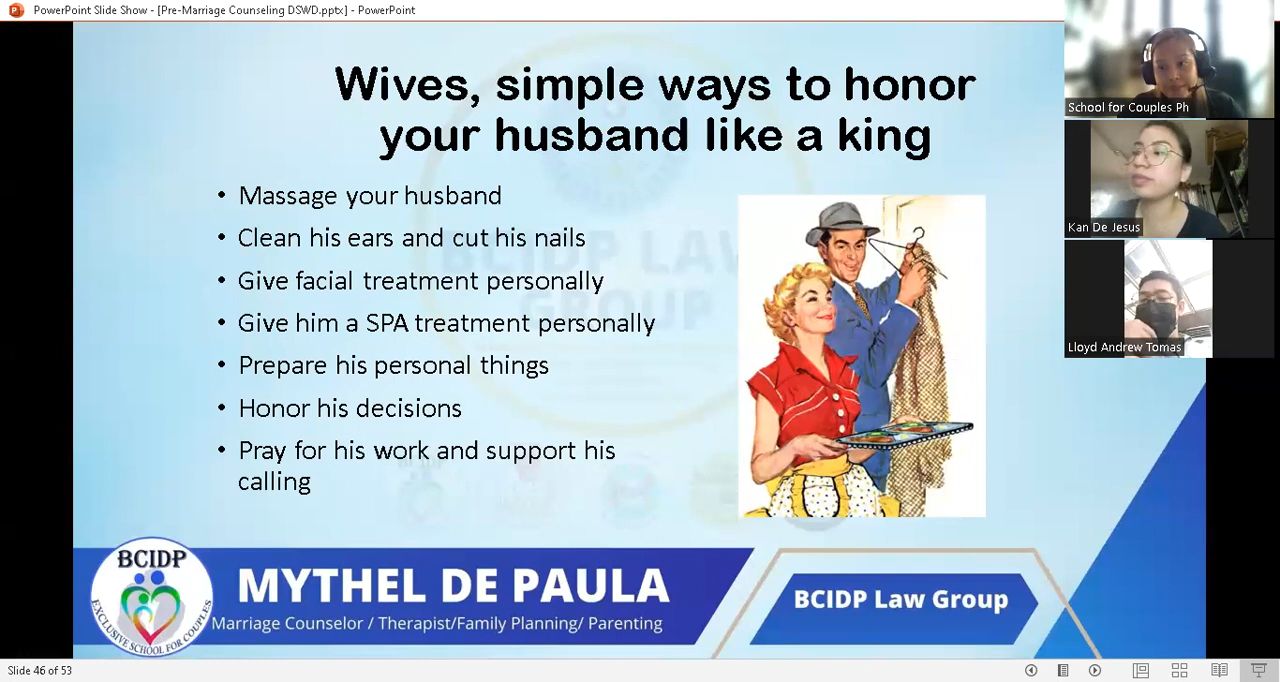 PowerPoint Slide Show - [Pre-Marriage Counseling DSWD.pptx] - PowerPoint
Wives, simple ways to honor
your husband like a king
• Massage your husband
• Clean his ears and cut his nails
• Give facial treatment personally
• Give him a SPA treatment personally
• Prepare his personal things
• Honor his decisions
• Pray for his work and support his
calling
School for Couples Ph
Kan De Jesus
Lloyd Andrew Tomas
BCIDP LAW
GROUP
BCIDP
EXCLUSIVE SCHOOL FOR COUPLES
MYTHEL DE PAULA
Marriage Counselor / Therapist/Family Planning/ Parenting
BCIDP Law Group
Slide 46 of 53